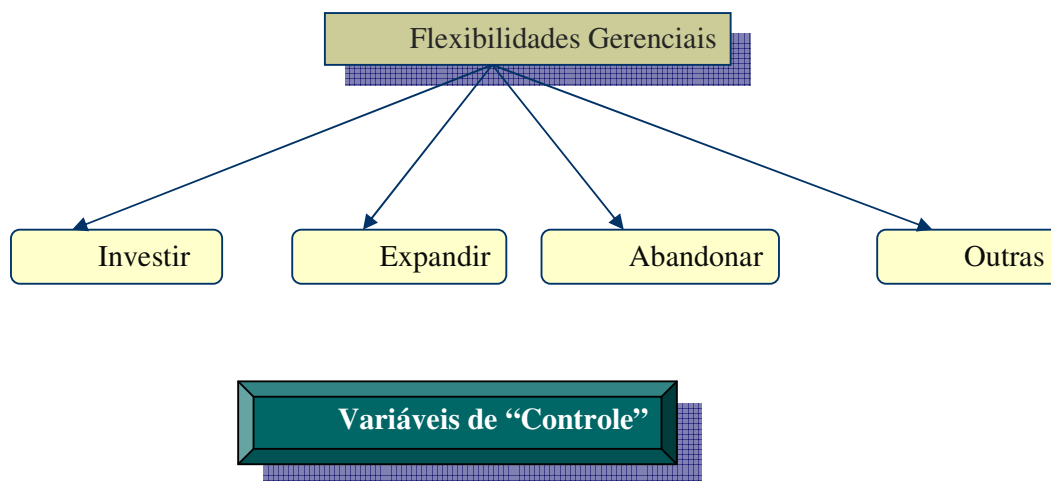 Flexibilidades Gerenciais
Investir
Expandir
Abandonar
Outras
Variáveis de “Controle”